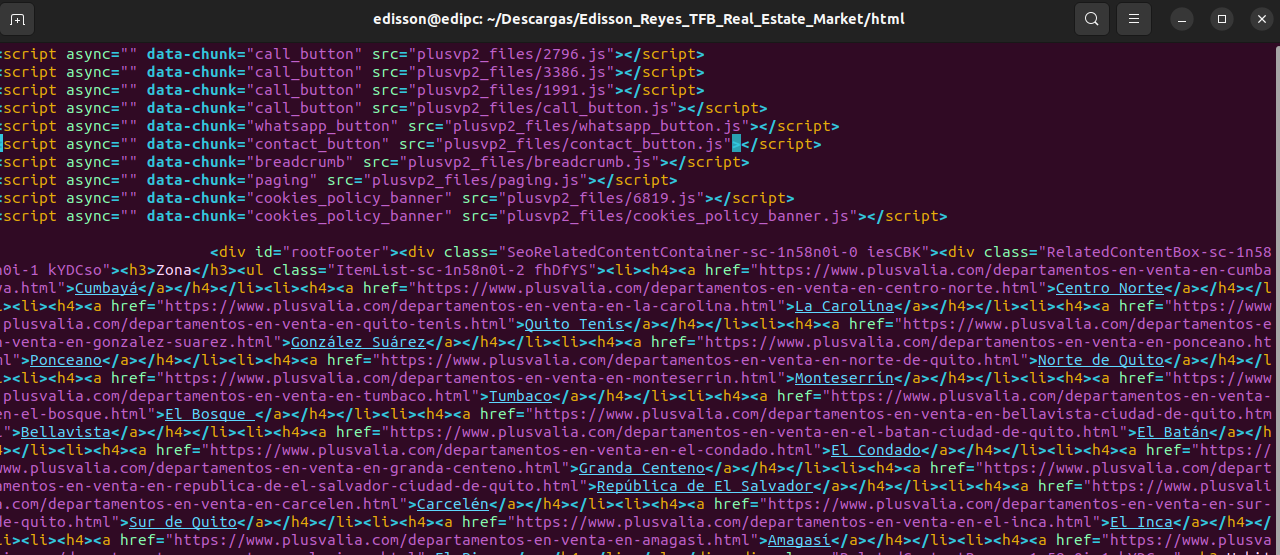 edisson@edipc: ~/Descargas/Edisson_Reyes_TFB_Real_Estate_Market/html
<script async="" data-chunk="call_button" src="plusvp2_files/2796.js"></script>
<script async="" data-chunk="call_button" src="plusvp2_files/3386.js"></script>
<script async="" data-chunk="call_button" src="plusvp2_files/1991.js"></script>
<script async="" data-chunk="call_button" src="plusvp2_files/call_button.js"></script>
<script async="" data-chunk="whatsapp_button" src="plusvp2_files/whatsapp_button.js"></script>
<script async="" data-chunk="contact_button" src="plusvp2_files/contact_button.js"></script>
<script async="" data-chunk="breadcrumb" src="plusvp2_files/breadcrumb.js"></script>
<script async="" data-chunk="paging" src="plusvp2_files/paging.js"></script>
<script async="" data-chunk="cookies_policy_banner" src="plusvp2_files/6819.js"></script>
<script async="" data-chunk="cookies_policy_banner" src="plusvp2_files/cookies_policy_banner.js"></script>
<div id="rootFooter"><div class="SeoRelatedContentContainer-sc-1n58n0i-0 iesCBK"><div class="RelatedContentBox-sc-1n58
n0i-1 kYDCso"><h3>Zona</h3><ul class="ItemList-sc-1n58n0i-2 fhDfYS"><li><h4><a href="https://www.plusvalia.com/departamentos-en-venta-en-cumba
ya.html">Cumbayá</a></h4></li><li><h4><a href="https://www.plusvalia.com/departamentos-en-venta-en-centro-norte.html">Centro Norte</a></h4></l
i><li><h4><a href="https://www.plusvalia.com/departamentos-en-venta-en-la-carolina.html">La Carolina</a></h4></li><li><h4><a href="https://www
.plusvalia.com/departamentos-en-venta-en-quito-tenis.html">Quito Tenis</a></h4></li><li><h4><a href="https://www.plusvalia.com/departamentos-e
n-venta-en-gonzalez-suarez.html">González Suárez</a></h4></li><li><h4><a href="https://www.plusvalia.com/departamentos-en-venta-en-ponceano.ht
ml">Ponceano</a></h4></li><li><h4><a href="https://www.plusvalia.com/departamentos-en-venta-en-norte-de-quito.html">Norte de Quito</a></h4></l
i><li><h4><a href="https://www.plusvalia.com/departamentos-en-venta-en-monteserrin.html">Monteserrín</a></h4></li><li><h4><a href="https://www
.plusvalia.com/departamentos-en-venta-en-tumbaco.html">Tumbaco</a></h4></li><li><h4><a href="https://www.plusvalia.com/departamentos-en-venta-
en-el-bosque.html">El Bosque </a></h4></li><li><h4><a href="https://www.plusvalia.com/departamentos-en-venta-en-bellavista-ciudad-de-quito.htm
l">Bellavista</a></h4></li><li><h4><a href="https://www.plusvalia.com/departamentos-en-venta-en-el-batan-ciudad-de-quito.html">El Batán</a></h
4></li><li><h4><a href="https://www.plusvalia.com/departamentos-en-venta-en-el-condado.html">El Condado</a></h4></li><li><h4><a href="https://
www.plusvalia.com/departamentos-en-venta-en-granda-centeno.html">Granda Centeno</a></h4></li><li><h4><a href="https://www.plusvalia.com/depart
amentos-en-venta-en-republica-de-el-salvador-ciudad-de-quito.html">República de El Salvador</a></h4></li><li><h4><a href="https://www.plusvali
a.com/departamentos-en-venta-en-carcelen.html">Carcelén</a></h4></li><li><h4><a href="https://www.plusvalia.com/departamentos-en-venta-en-sur-
de-quito.html">Sur de Quito</a></h4></li><li><h4><a href="https://www.plusvalia.com/departamentos-en-venta-en-el-inca.html">El Inca</a></h4></
li><li><h4><a href="https://www.plusvalia.com/departamentos-en-venta-en-amagasi.html">Amagasí</a></h4></li><li><h4><a href="https://www.plusva